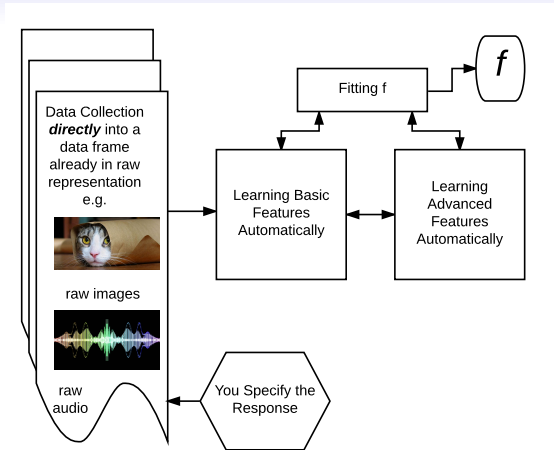 Data Collection
directly into a
data frame
already in raw
representation
e.g.
raw images
raw
audio
You Specify the
Response
Learning Basic
Features
Automatically
Learning
Advanced
Features
Automatically
Fitting f
f